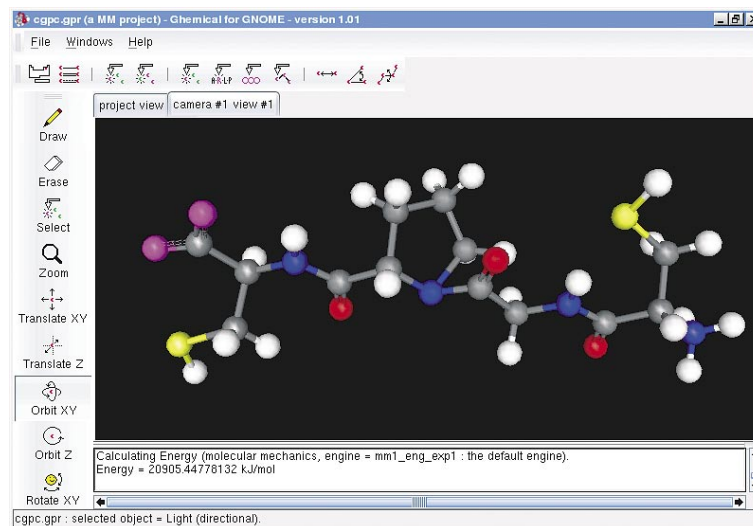 cgpc.gpr (a MM project) - Ghemical for GNOME - version 1.01
File Windows Help
project view camera #1 view #1
Draw
Erase
Select
Zoom
Translate XY
Translate Z
Orbit XY
Orbit Z
Rotate XY
Calculating Energy (molecular mechanics, engine = mm1_eng_exp1 : the default engine).
Energy = 20905.44778132 kJ/mol
cgpc.gpr : selected object = Light (directional).